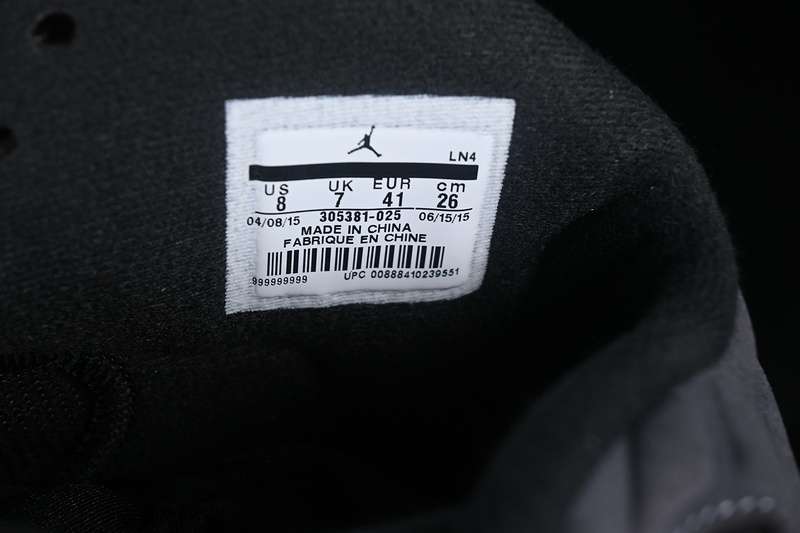 LN4
US UK EUR cm
8 7 41 26
04/08/15 305381-025 06/15/15
MADE IN CHINA
FABRIQUE EN CHINE
999999999 UPC 00888410239551